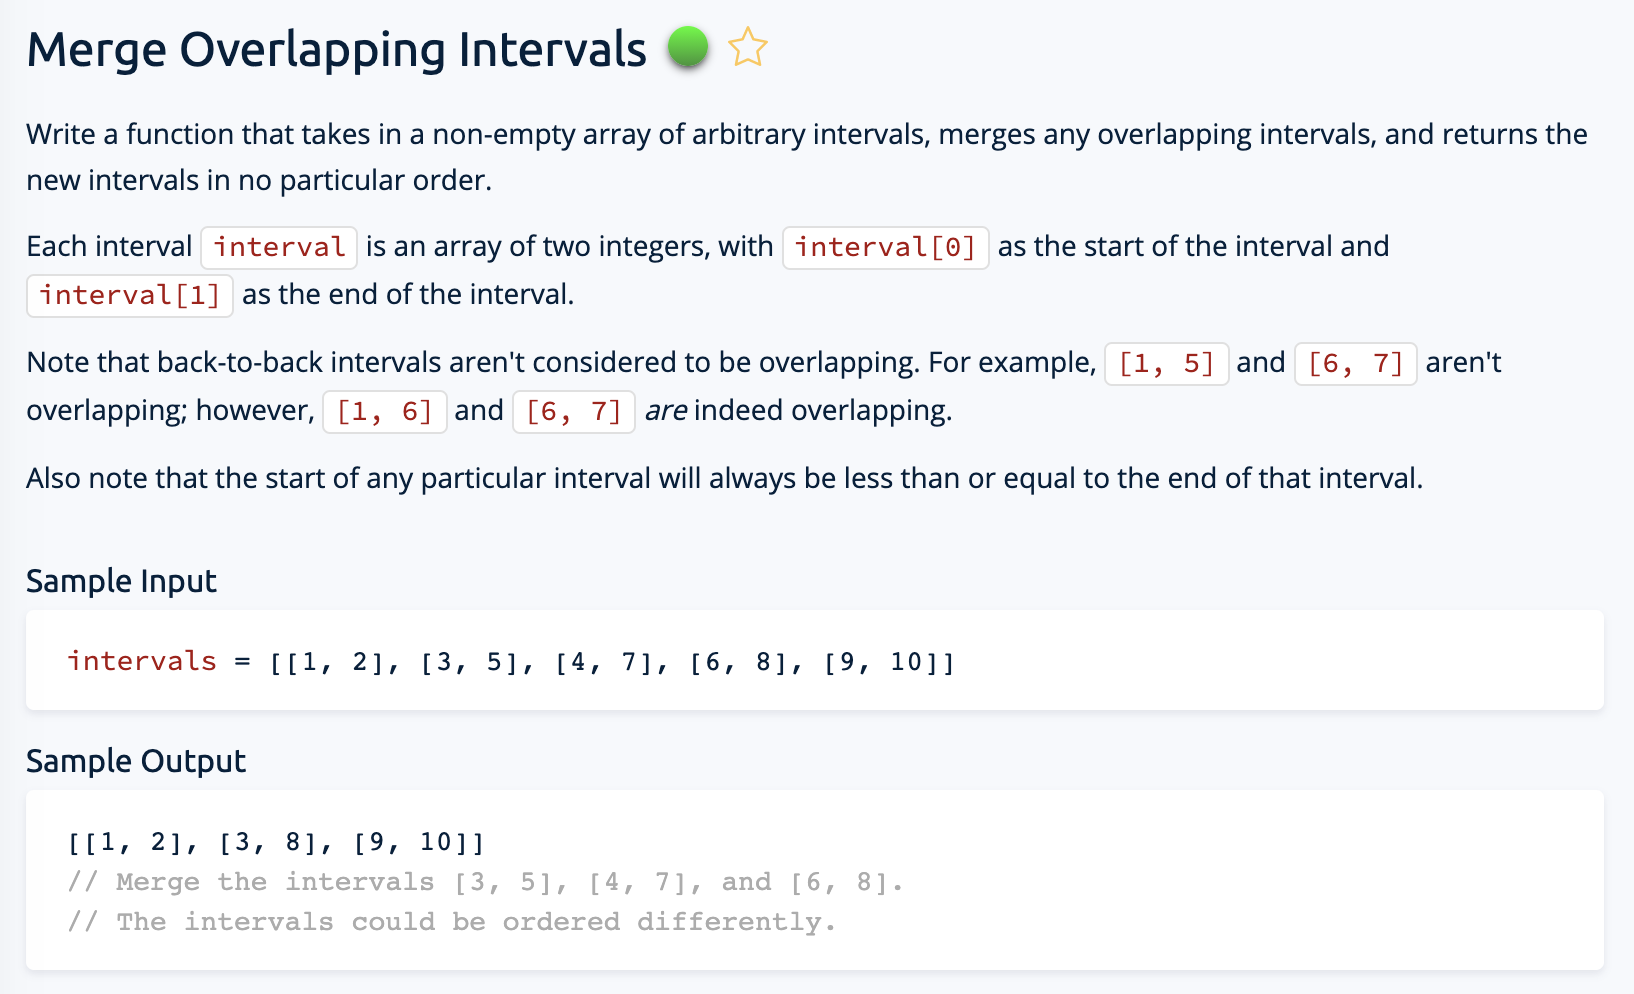 Merge Overlapping Intervals
Write a function that takes in a non-empty array of arbitrary intervals, merges any overlapping intervals, and returns the
new intervals in no particular order.
Each interval interval is an array of two integers, with interval[0] as the start of the interval and
interval[1] as the end of the interval.
Note that back-to-back intervals aren't considered to be overlapping. For example, [1, 5] and [6, 7] aren't
overlapping; however, [1, 6] and [6, 7] are indeed overlapping.
Also note that the start of any particular interval will always be less than or equal to the end of that interval.
Sample Input
intervals = [[1, 2], [3, 5], [4, 7], [6, 8], [9, 10]]
Sample Output
[[1, 2], [3, 8], [9, 10]]
// Merge the intervals [3, 5], [4, 7], and [6, 8].
// The intervals could be ordered differently.